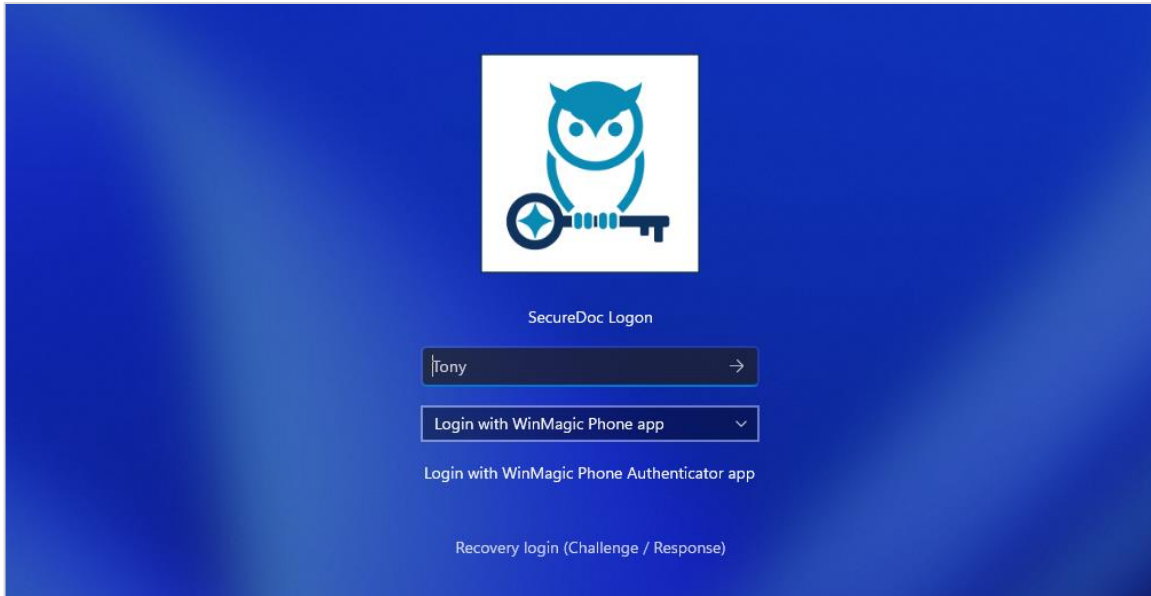 SecureDoc Logon
Tony
Login with WinMagic Phone app
Login with WinMagic Phone Authenticator app
Recovery login (Challenge / Response)